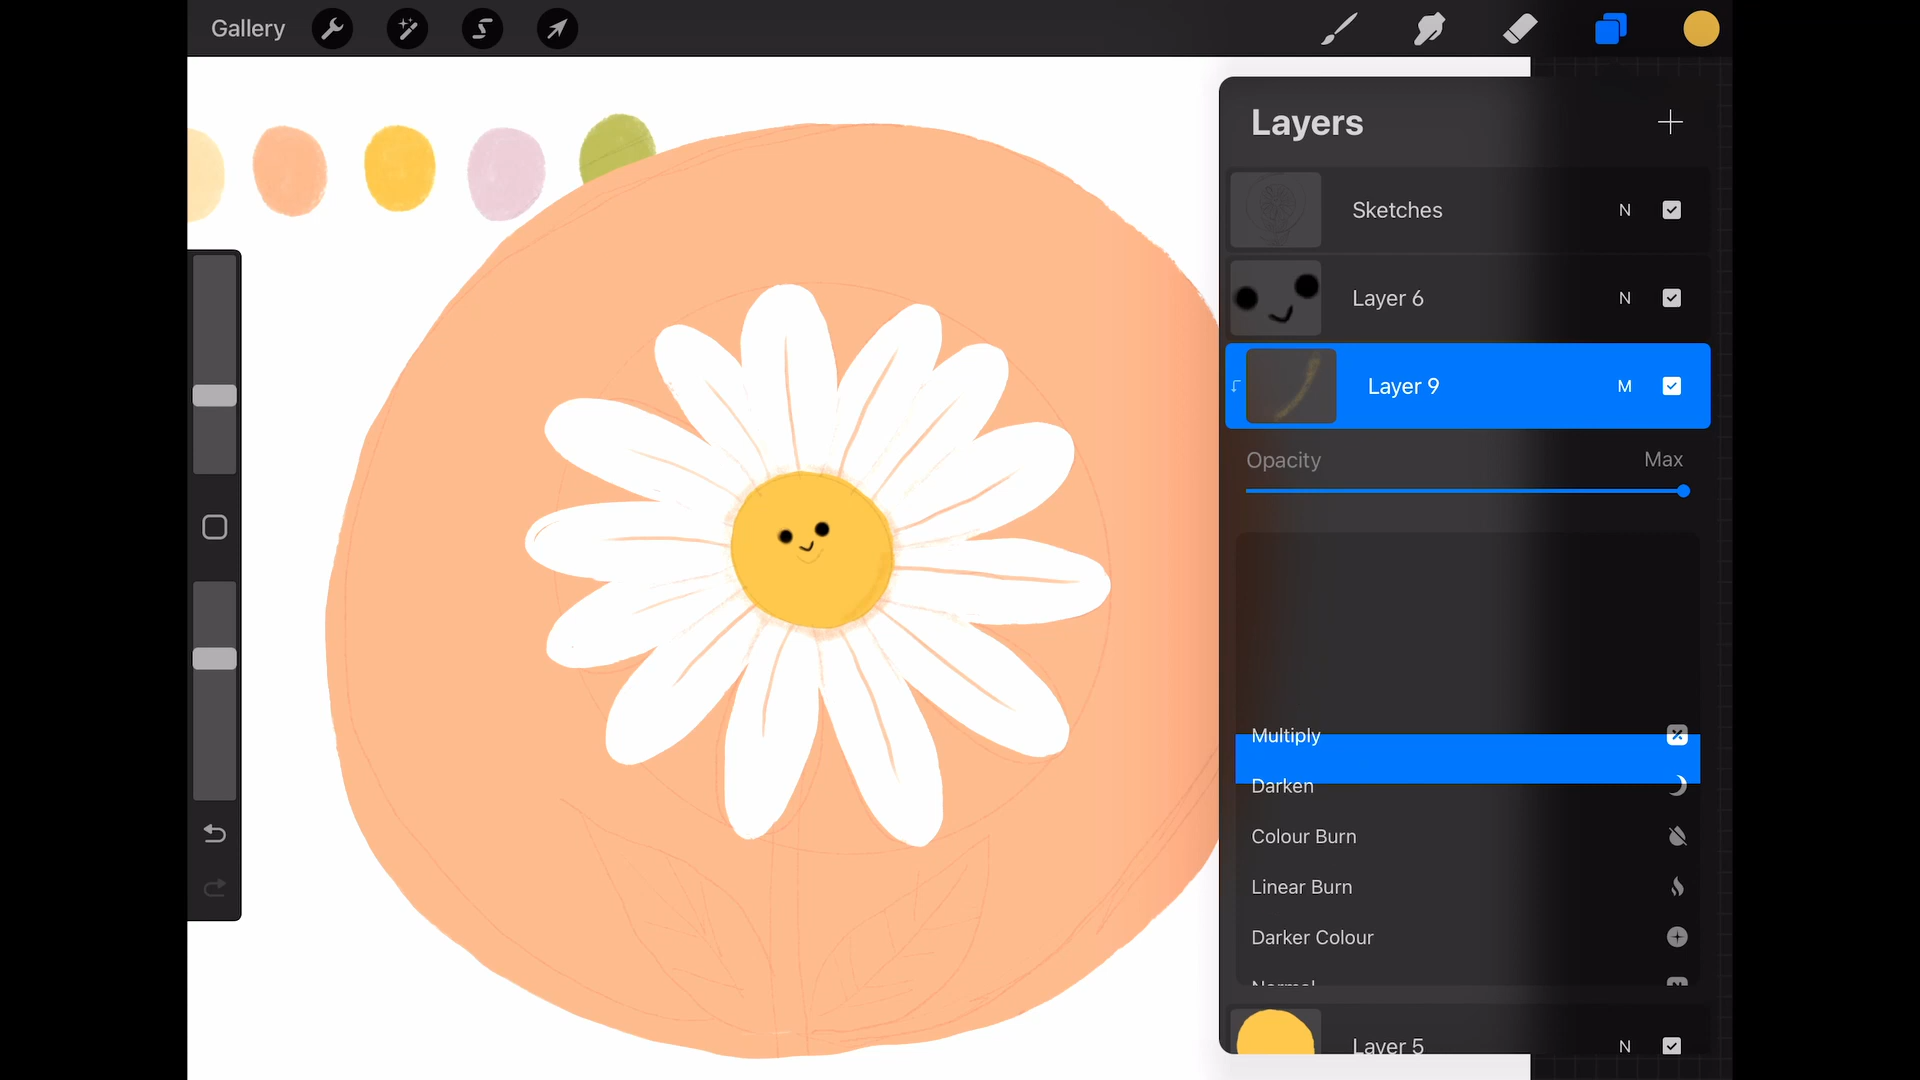 Gallery
Layers
Sketches N
Layer 6 N
Layer 9 M
Opacity Max
Multiply
Darken
Colour Burn
Linear Burn
Darker Colour
Normal
Layer 5 N